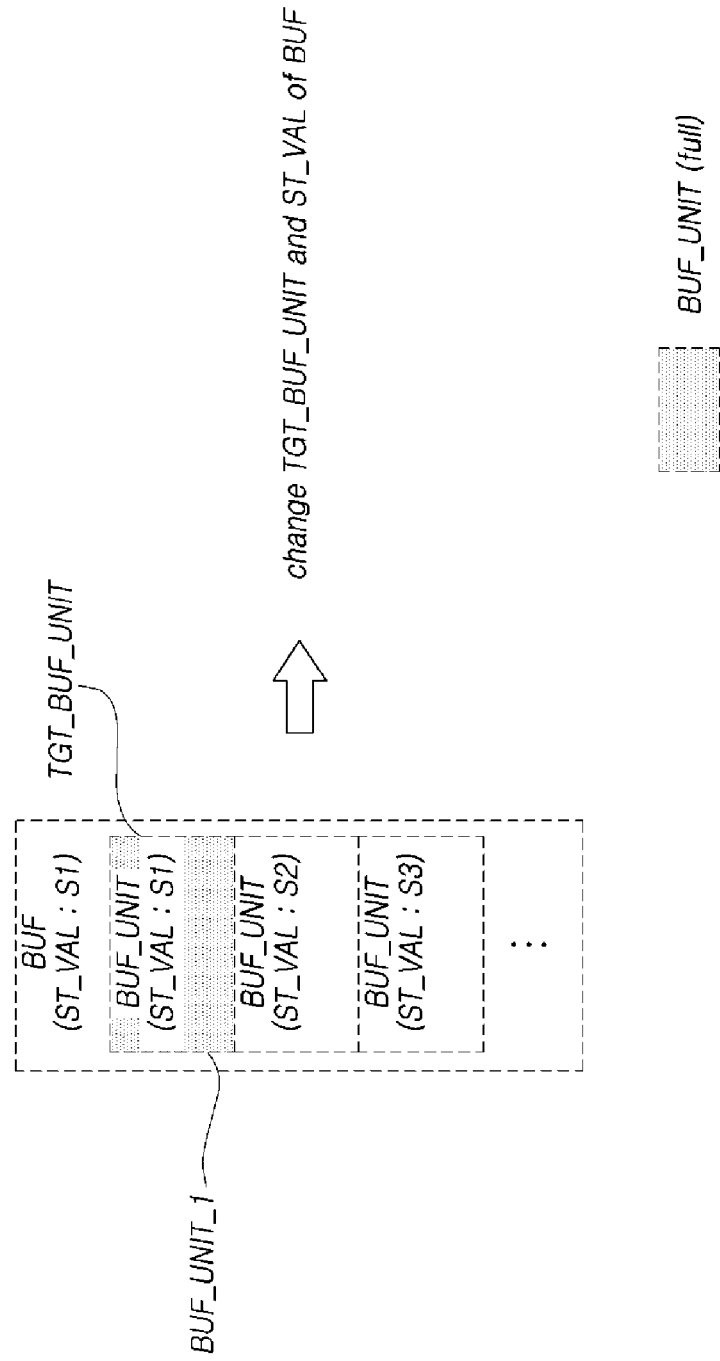 BUF
(ST_VAL : S1)
BUF_UNIT
(ST_VAL : S1)
BUF_UNIT
(ST_VAL : S2)
BUF_UNIT
(ST_VAL : S3)
...
BUF_UNIT_1
TGT_BUF_UNIT
change TGT_BUF_UNIT and ST_VAL of BUF
BUF_UNIT (full)